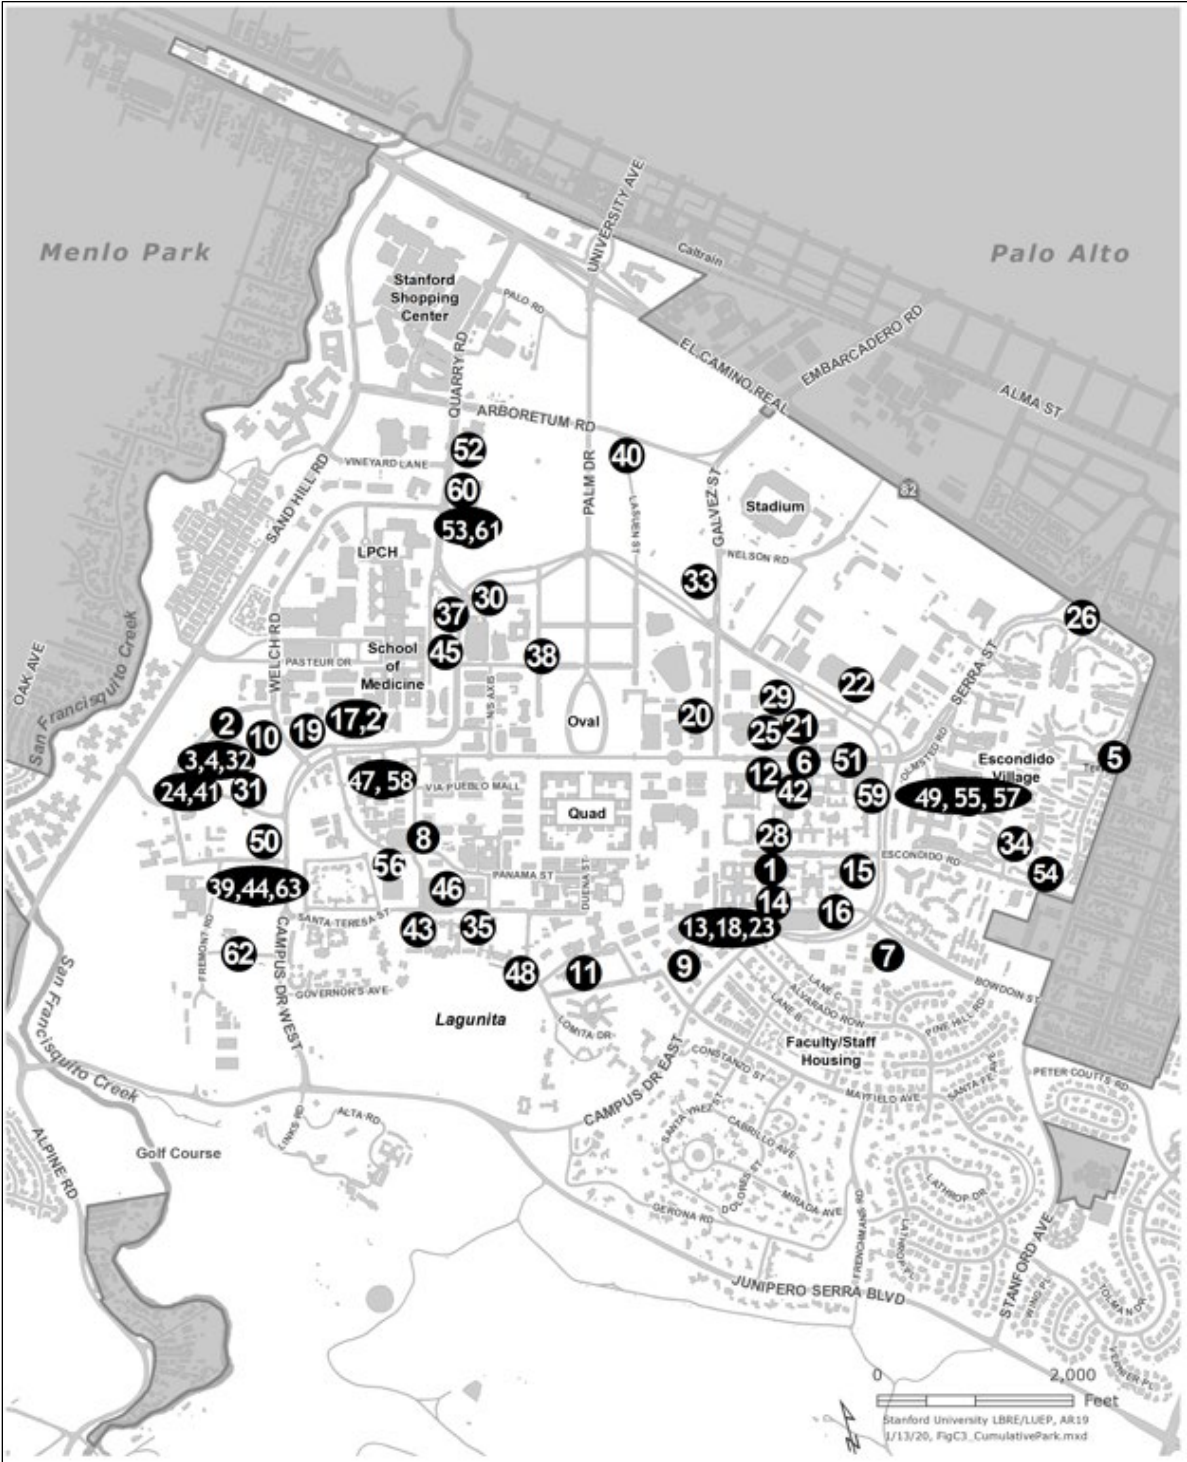 Menlo Park
Palo Alto
UNIVERSITY AVE
Caltrain
Stanford
Shopping
Center
PALO RD
EMBARCADERO RD
EL CAMINO REAL
ALMA ST
QUARRY RD
ARBORETUM RD
52
40
VINEYARD LANE
SAND HILL RD
60
PALM DR
LASUEN ST
GALVEZ ST
82
Stadium
53,61
LPCH
NELSON RD
33
30
26
37
San Francisquito Creek
WELCH RD
45
38
School
of
Medicine
PASTEUR DR
OAK AVE
SERRA ST
22
29
N/S AXIS
2
17,2
19
10
Oval
20
25
21
OLMSTED RD
5
3,4,32
6
51
Escondido
Village
24,41
31
47, 58
VIA PUEBLO MALL
12
42
59
49, 55, 57
Quad
50
8
28
34
56
ESCONDIDO RD
54
39,44,63
46
PANAMA ST
DUENA ST
1
15
14
16
SANTA TERESA ST
43
35
13,18,23
FREMONT RD
62
CAMPUS DR WEST
48
11
9
7
San Francisquito Creek
GOVERNOR'S AVE
LANE C
BOWDOIN ST
Lagunita
LANE B
ALVARADO ROW
PINE HILL RD
LOMITA DR
Faculty/Staff
Housing
CONSTANZO ST
CAMPUS DR EAST
PETER COUTTS RD
SANTA FE AVE
MAYFIELD AVE
LINKS RD
ALTA RD
SANTA YNEZ ST
CABRILLO AVE
ALPINE RD
Golf Course
DOLORES ST
LATHROP DR
MIRADA AVE
GERONA RD
FRENCHMANS RD
LATHROP PL
STANFORD AVE
JUNIPERO SERRA BLVD
WING PL
TOLMAN DR
VERNIER PL
0 2,000
Feet
N
Stanford University LBRE/LUEP, AR19
1/13/20, FigC3_CumulativePark.mxd